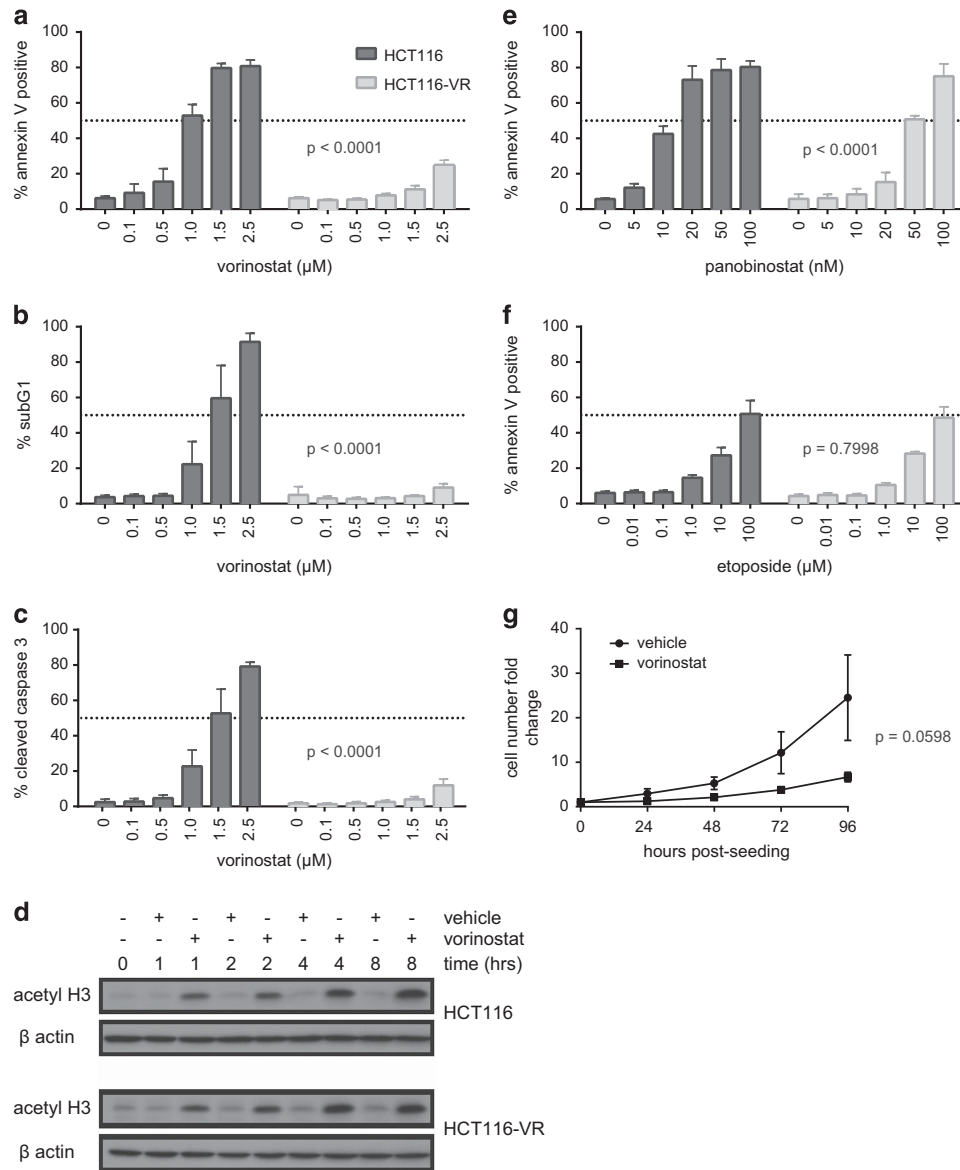 a
% annexin V positive
100
80
60
40
20
0
HCT116
HCT116-VR
p < 0.0001
0 0.1 0.5 1.0 1.5 2.5 0 0.1 0.5 1.0 1.5 2.5
vorinostat (µM)
b
% subG1
100
80
60
40
20
0
p < 0.0001
0 0.1 0.5 1.0 1.5 2.5 0 0.1 0.5 1.0 1.5 2.5
vorinostat (µM)
c
% cleaved caspase 3
100
80
60
40
20
0
p < 0.0001
0 0.1 0.5 1.0 1.5 2.5 0 0.1 0.5 1.0 1.5 2.5
vorinostat (µM)
e
% annexin V positive
100
80
60
40
20
0
p < 0.0001
0 5 10 20 50 100 0 5 10 20 50 100
panobinostat (nM)
f
% annexin V positive
100
80
60
40
20
0
p = 0.7998
0 0.01 0.1 1.0 10 100 0 0.01 0.1 1.0 10 100
etoposide (µM)
g
cell number fold
change
40
30
20
10
0
vehicle
vorinostat
p = 0.0598
0 24 48 72 96
hours post-seeding
d
- + - + - + - + - vehicle
- - + - + - + - + vorinostat
0 1 1 2 2 4 4 8 8 time (hrs)
acetyl H3
HCT116
β actin
acetyl H3
HCT116-VR
β actin